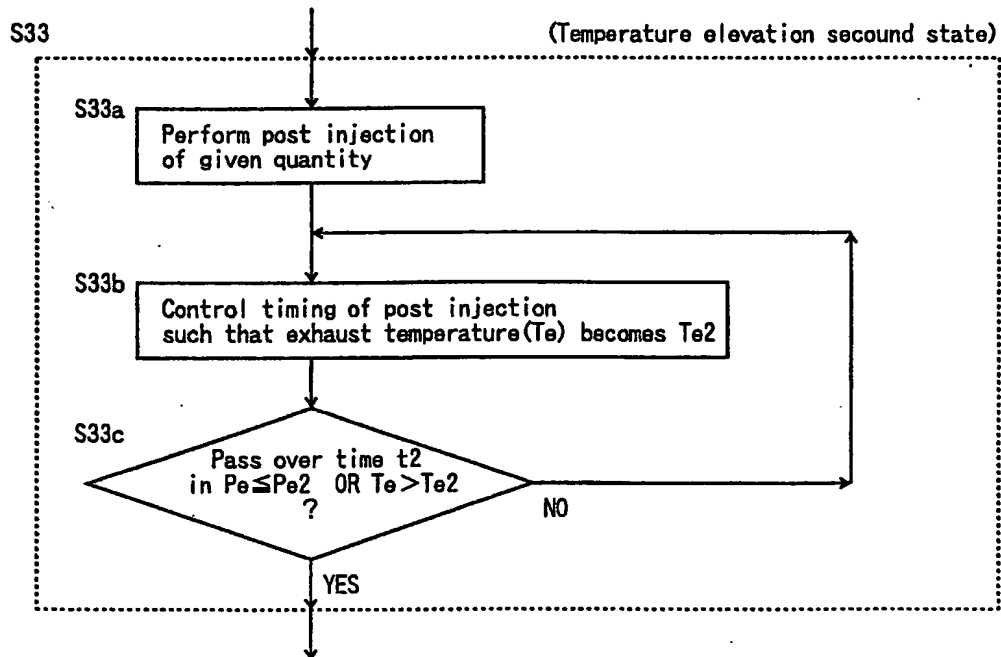 S33
(Temperature elevation secound state)
S33a
Perform post injection
of given quantity
S33b
Control timing of post injection
such that exhaust temperature(Te) becomes Te2
S33c
Pass over time t2
in Pe≦Pe2 OR Te>Te2
?
NO
YES